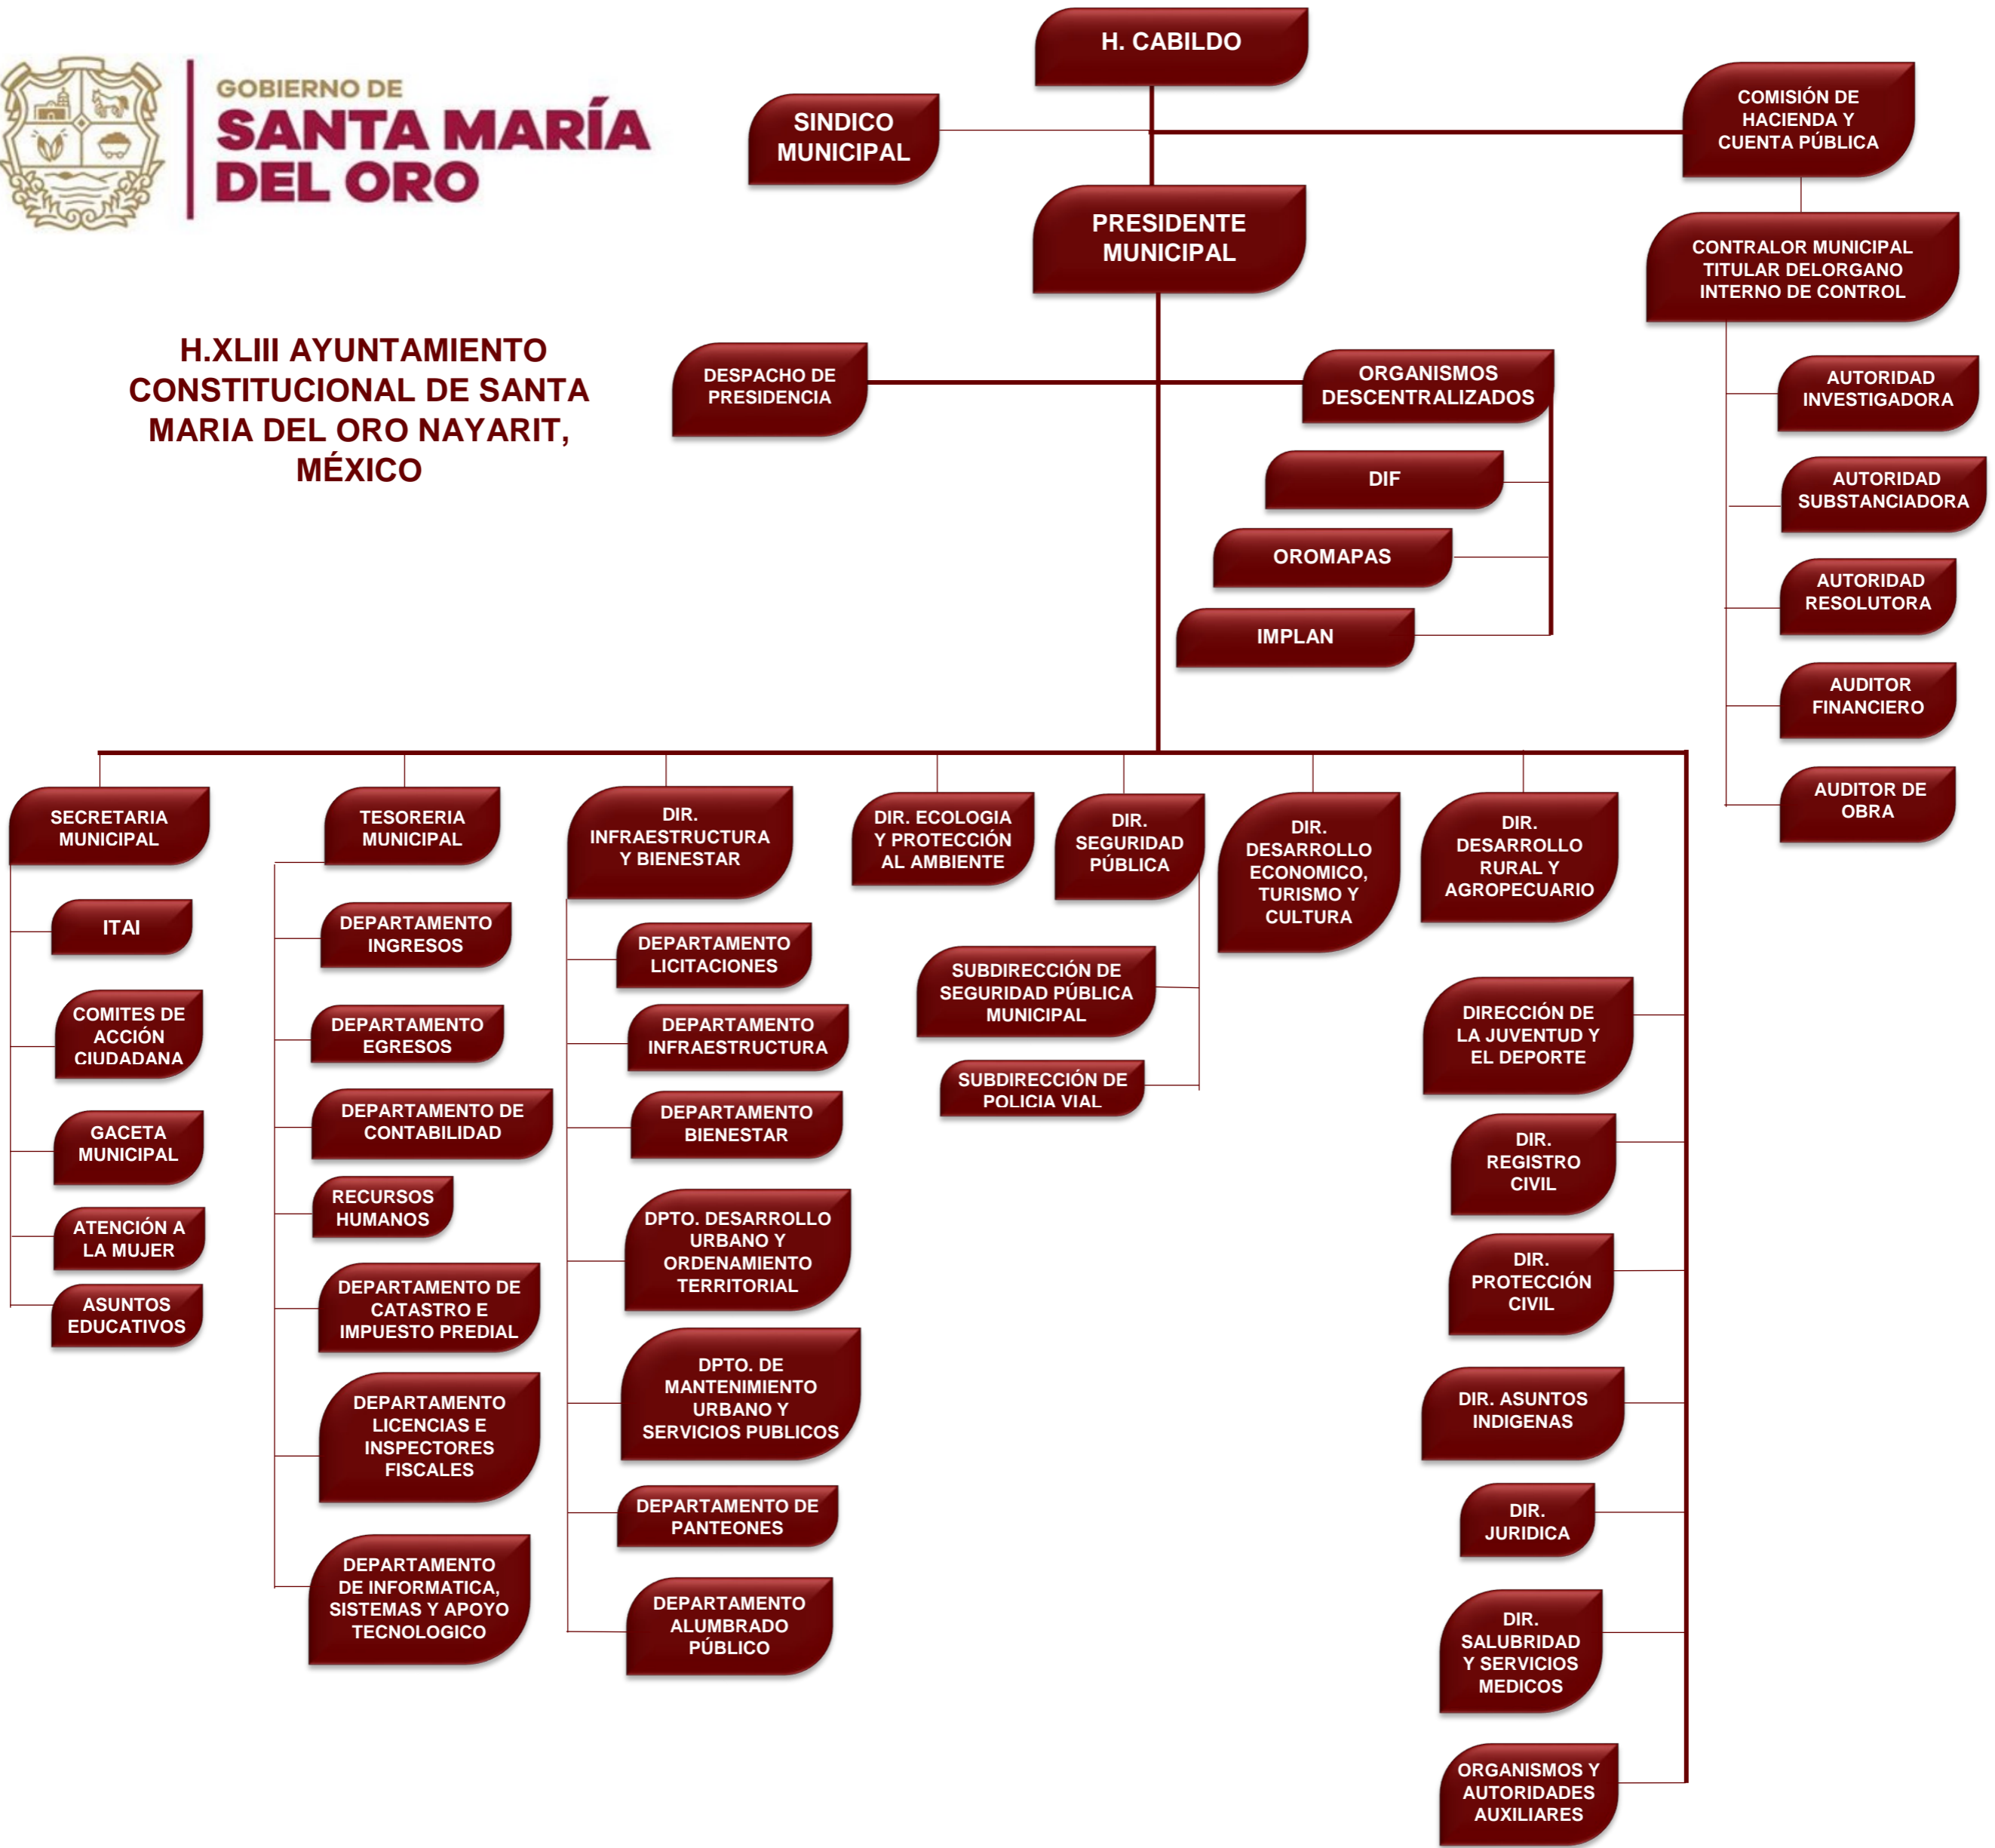 GOBIERNO DE
SANTA MARÍA
DEL ORO
H.XLIII AYUNTAMIENTO
CONSTITUCIONAL DE SANTA
MARIA DEL ORO NAYARIT,
MÉXICO
H. CABILDO
SINDICO
MUNICIPAL
COMISIÓN DE
HACIENDA Y
CUENTA PÚBLICA
PRESIDENTE
MUNICIPAL
CONTRALOR MUNICIPAL
TITULAR DELORGANO
INTERNO DE CONTROL
DESPACHO DE
PRESIDENCIA
ORGANISMOS
DESCENTRALIZADOS
DIF
OROMAPAS
IMPLAN
AUTORIDAD
INVESTIGADORA
AUTORIDAD
SUBSTANCIADORA
AUTORIDAD
RESOLUTORA
AUDITOR
FINANCIERO
AUDITOR DE
OBRA
SECRETARIA
MUNICIPAL
ITAI
COMITES DE
ACCIÓN
CIUDADANA
GACETA
MUNICIPAL
ATENCIÓN A
LA MUJER
ASUNTOS
EDUCATIVOS
TESORERIA
MUNICIPAL
DEPARTAMENTO
INGRESOS
DEPARTAMENTO
EGRESOS
DEPARTAMENTO DE
CONTABILIDAD
RECURSOS
HUMANOS
DEPARTAMENTO DE
CATASTRO E
IMPUESTO PREDIAL
DEPARTAMENTO
LICENCIAS E
INSPECTORES
FISCALES
DEPARTAMENTO
DE INFORMATICA,
SISTEMAS Y APOYO
TECNOLOGICO
DIR.
INFRAESTRUCTURA
Y BIENESTAR
DEPARTAMENTO
LICITACIONES
DEPARTAMENTO
INFRAESTRUCTURA
DEPARTAMENTO
BIENESTAR
DPTO. DESARROLLO
URBANO Y
ORDENAMIENTO
TERRITORIAL
DPTO. DE
MANTENIMIENTO
URBANO Y
SERVICIOS PUBLICOS
DEPARTAMENTO DE
PANTEONES
DEPARTAMENTO
ALUMBRADO
PÚBLICO
DIR. ECOLOGIA
Y PROTECCIÓN
AL AMBIENTE
DIR.
SEGURIDAD
PÚBLICA
SUBDIRECCIÓN DE
SEGURIDAD PÚBLICA
MUNICIPAL
SUBDIRECCIÓN DE
POLICIA VIAL
DIR.
DESARROLLO
ECONOMICO,
TURISMO Y
CULTURA
DIR.
DESARROLLO
RURAL Y
AGROPECUARIO
DIRECCIÓN DE
LA JUVENTUD Y
EL DEPORTE
DIR.
REGISTRO
CIVIL
DIR.
PROTECCIÓN
CIVIL
DIR. ASUNTOS
INDIGENAS
DIR.
JURIDICA
DIR.
SALUBRIDAD
Y SERVICIOS
MEDICOS
ORGANISMOS Y
AUTORIDADES
AUXILIARES